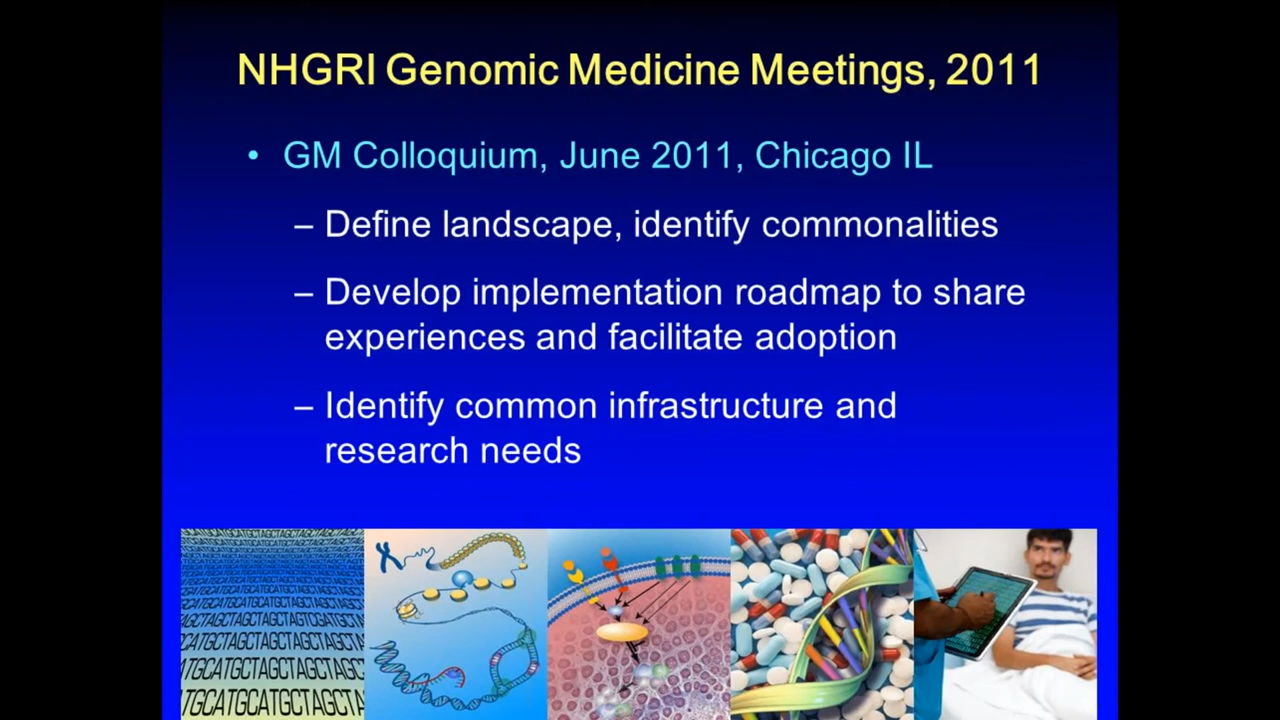 NHGRI Genomic Medicine Meetings, 2011
• GM Colloquium, June 2011, Chicago IL
– Define landscape, identify commonalities
– Develop implementation roadmap to share
experiences and facilitate adoption
– Identify common infrastructure and
research needs